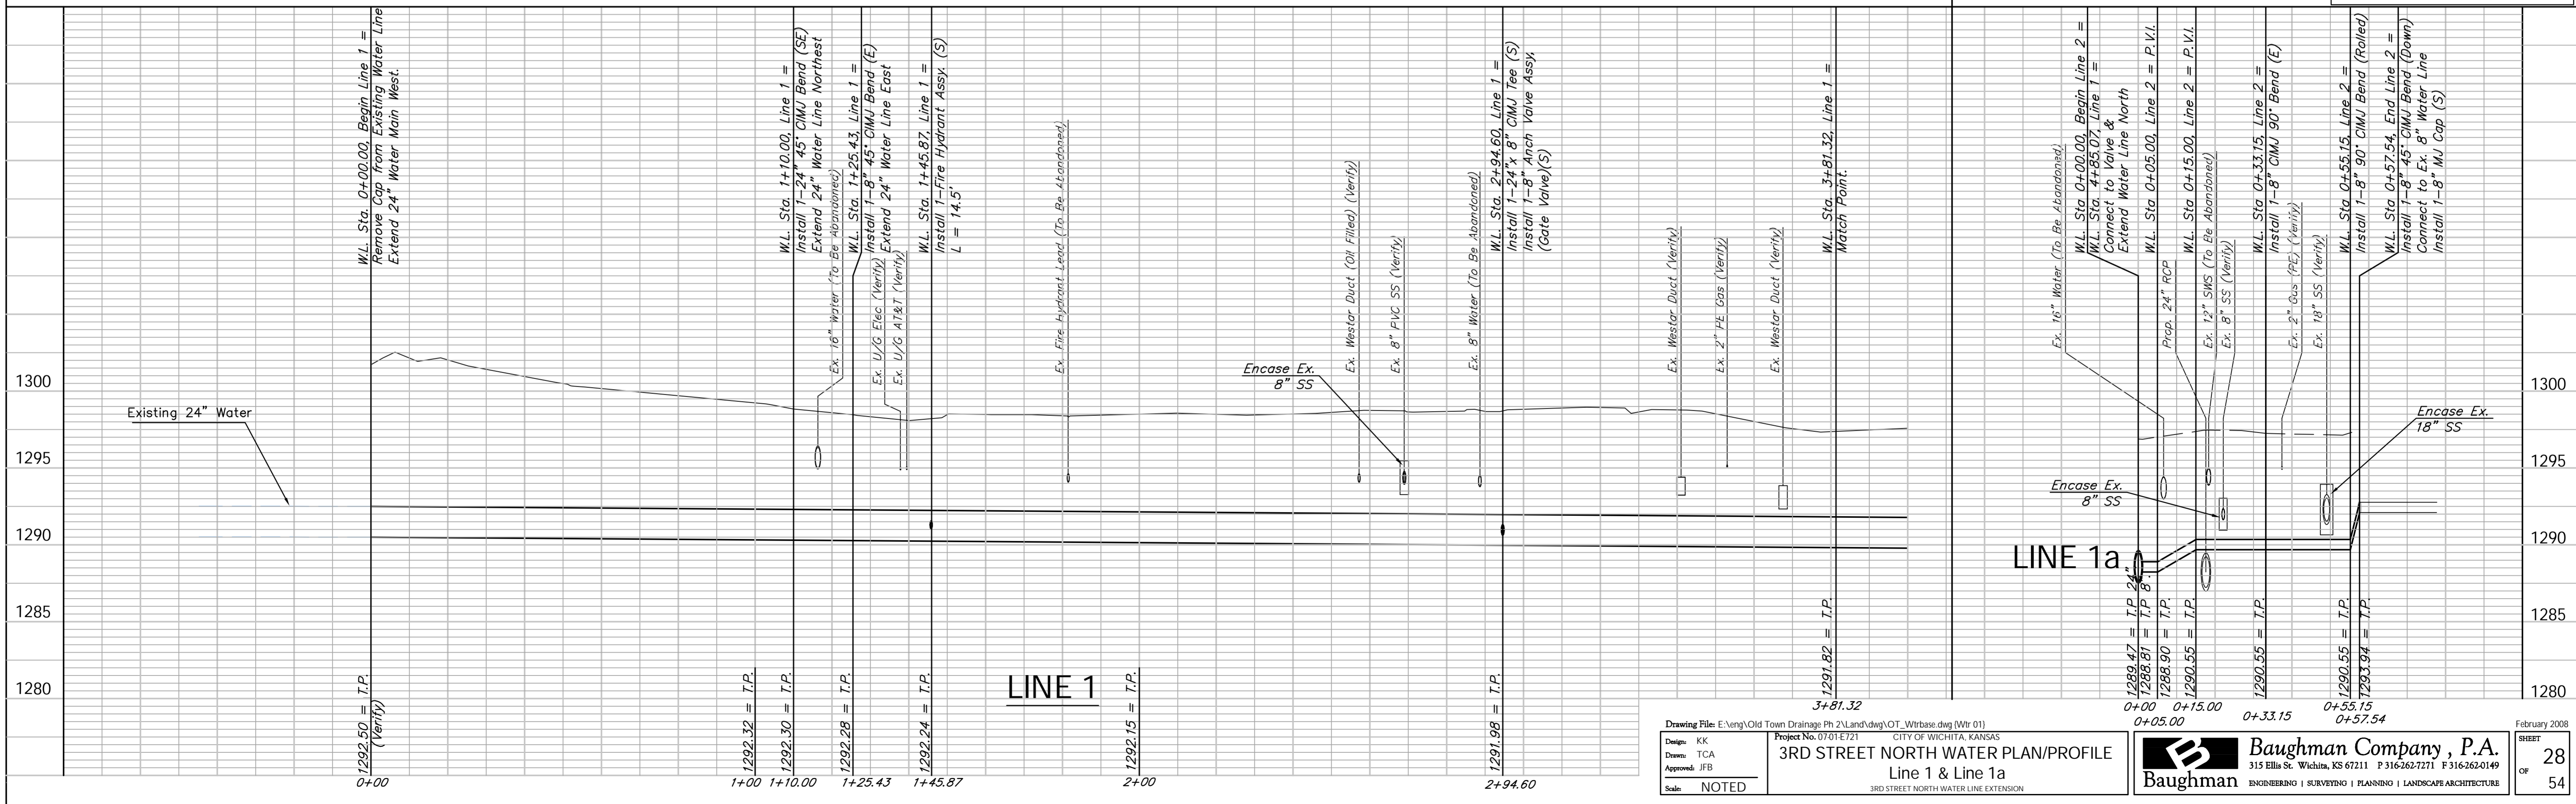 W.L. Sta. 0+00.00, Begin Line 1 =
Remove Cap from Existing Water Line
Extend 24" Water Main West.
W.L. Sta. 1+10.00, Line 1 =
Install 1-24" 45° CIMJ Bend (SE)
Extend 24" Water Line Northest
Ex. 16" Water (To Be Abandoned)
W.L. Sta. 1+25.43, Line 1 =
Install 1-8" 45° CIMJ Bend (E)
Extend 24" Water Line East
Ex. U/G Elec (Verify)
Ex. U/G AT&T (Verify)
W.L. Sta. 1+45.87, Line 1 =
Install 1-Fire Hydrant Assy. (S)
L = 14.5'
Ex. Fire Hydrant Lead (To Be Abandoned)
Ex. Westar Duct (Oil Filled) (Verify)
Ex. 8" PVC SS (Verify)
Ex. 8" Water (To Be Abandoned)
W.L. Sta. 2+94.60, Line 1 =
Install 1-24"x 8" CIMJ Tee (S)
Install 1-8" Anch Valve Assy,
(Gate Valve)(S)
Ex. Westar Duct (Verify)
Ex. 2" PE Gas (Verify)
Ex. Westar Duct (Verify)
W.L. Sta. 3+81.32, Line 1 =
Match Point.
Ex. 16" Water (To Be Abandoned)
W.L. Sta 0+00.00, Begin Line 2 =
W.L. Sta. 4+85.07, Line 1 =
Connect to Valve &
Extend Water Line North
W.L. Sta 0+05.00, Line 2 = P.V.I.
Prop. 24" RCP
W.L. Sta 0+15.00, Line 2 = P.V.I.
Ex. 12" SWS (To Be Abandoned)
Ex. 8" SS (Verify)
W.L. Sta 0+33.15, Line 2 =
Install 1-8" CIMJ 90° Bend (E)
Ex. 2" Gas (PE) (Verify)
Ex. 18" SS (Verify)
W.L. Sta 0+55.15, Line 2 =
Install 1-8" 90° CIMJ Bend (Rolled)
W.L. Sta 0+57.54, End Line 2 =
Install 1-8" 45° CIMJ Bend (Down)
Connect to Ex. 8" Water Line
Install 1-8" MJ Cap (S)
1300
1295
1290
1285
1280
1300
1295
1290
1285
1280
Existing 24" Water
Encase Ex.
8" SS
Encase Ex.
8" SS
Encase Ex.
18" SS
LINE 1a
LINE 1
1292.50 = T.P.
(Verify)
1292.32 = T.P.
1292.30 = T.P.
1292.28 = T.P.
1292.24 = T.P.
1292.15 = T.P.
1291.98 = T.P.
1291.82 = T.P.
1289.47 = T.P. 24"
1288.81 = T.P. 8"
1288.90 = T.P.
1290.55 = T.P.
1290.55 = T.P.
1290.55 = T.P.
1293.94 = T.P.
0+00
1+00
1+10.00
1+25.43
1+45.87
2+00
2+94.60
3+81.32
0+00
0+05.00
0+15.00
0+33.15
0+55.15
0+57.54
Drawing File: E:\eng\Old Town Drainage Ph 2\Land\dwg\OT_Wtrbase.dwg (Wtr 01)
Design: KK
Drawn: TCA
Approved: JFB
Scale: NOTED
Project No. 07-01-E721
CITY OF WICHITA, KANSAS
3RD STREET NORTH WATER PLAN/PROFILE
Line 1 & Line 1a
3RD STREET NORTH WATER LINE EXTENSION
Baughman
Baughman Company , P.A.
315 Ellis St. Wichita, KS 67211 P 316-262-7271 F 316-262-0149
ENGINEERING | SURVEYING | PLANNING | LANDSCAPE ARCHITECTURE
February 2008
SHEET
28
OF
54